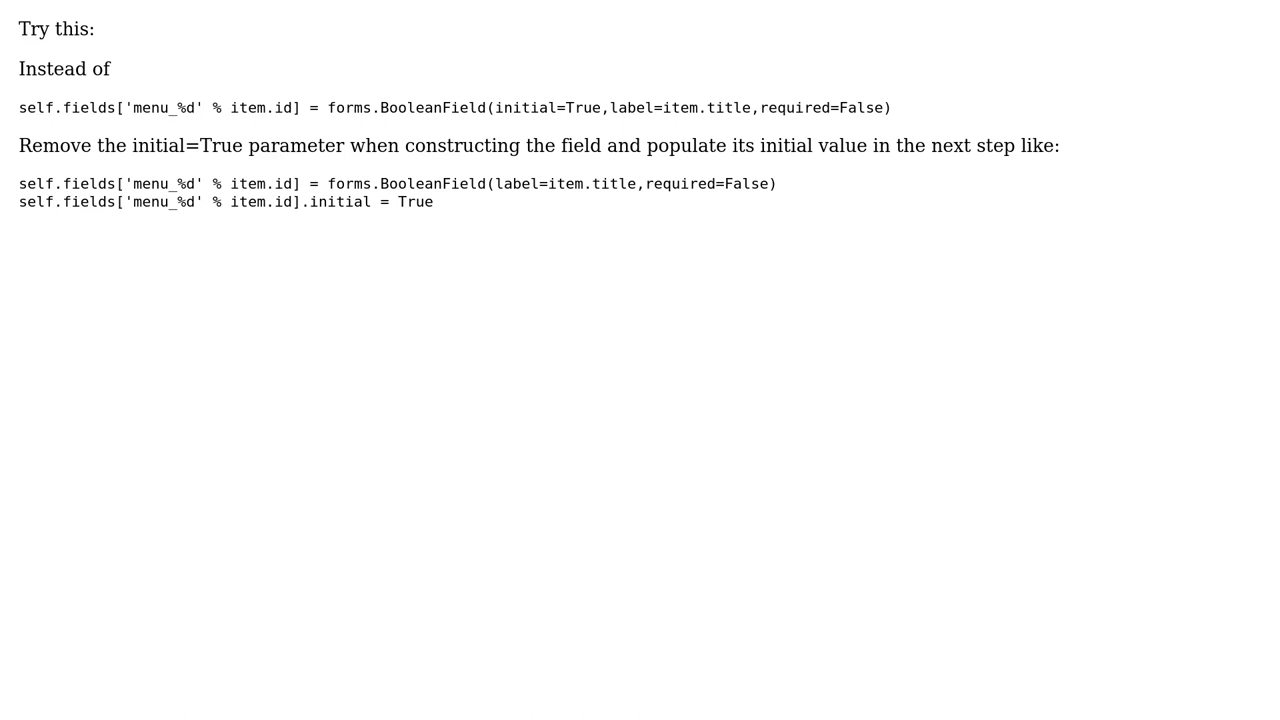 Try this:
Instead of
self.fields['menu_%d' % item.id] = forms.BooleanField(initial=True,label=item.title,required=False)
Remove the initial=True parameter when constructing the field and populate its initial value in the next step like:
self.fields['menu_%d' % item.id] = forms.BooleanField(label=item.title,required=False)
self.fields['menu_%d' % item.id].initial = True